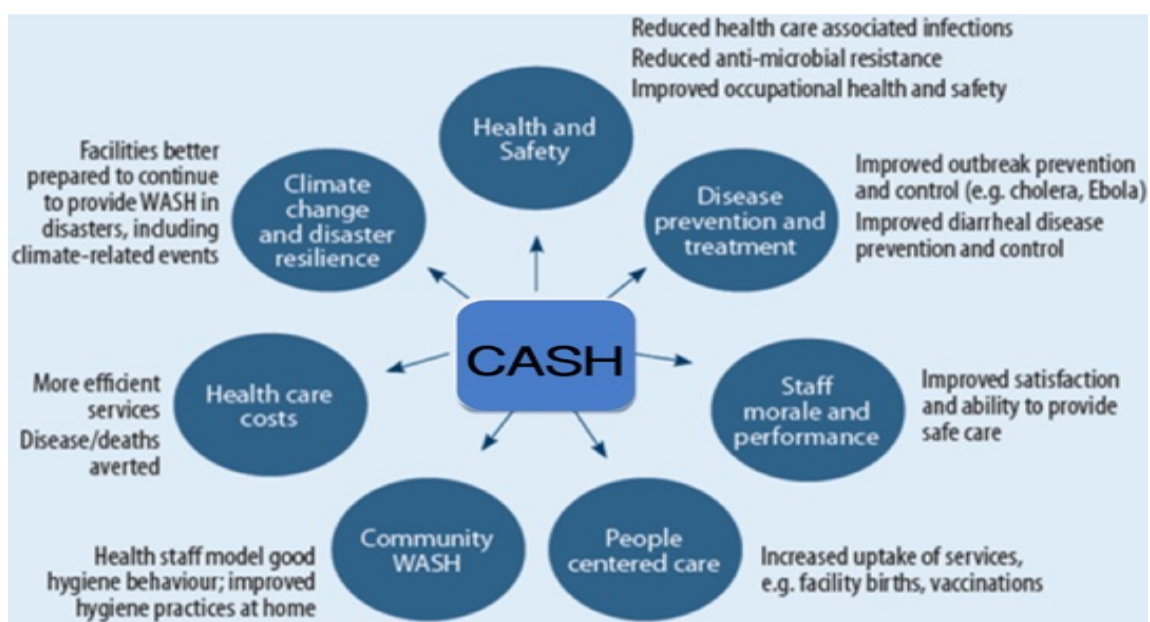 Reduced health care associated infections
Reduced anti-microbial resistance
Improved occupational health and safety
Health and
Safety
Facilities better
prepared to continue
to provide WASH in
disasters, including
climate-related events
Climate
change
and disaster
resilience
Disease
prevention and
treatment
Improved outbreak prevention
and control (e.g. cholera, Ebola)
Improved diarrheal disease
prevention and control
CASH
More efficient
services
Disease/deaths
averted
Health care
costs
Staff
morale and
performance
Improved satisfaction
and ability to provide
safe care
Health staff model good
hygiene behaviour; improved
hygiene practices at home
Community
WASH
People
centered care
Increased uptake of services,
e.g. facility births, vaccinations